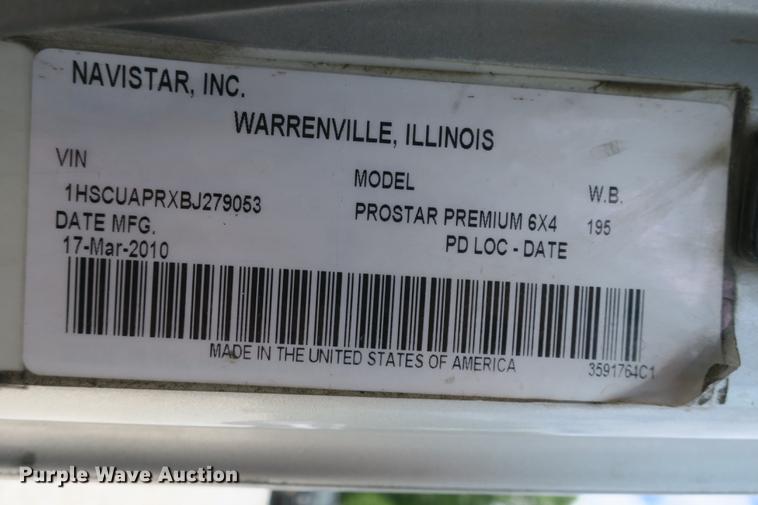 NAVISTAR, INC.
WARRENVILLE, ILLINOIS
VIN
1HSCUAPRXBJ279053
MODEL
W.B.
PROSTAR PREMIUM 6X4
195
DATE MFG.
17-Mar-2010
PD LOC - DATE
MADE IN THE UNITED STATES OF AMERICA
3591764C1
Purple Wave Auction